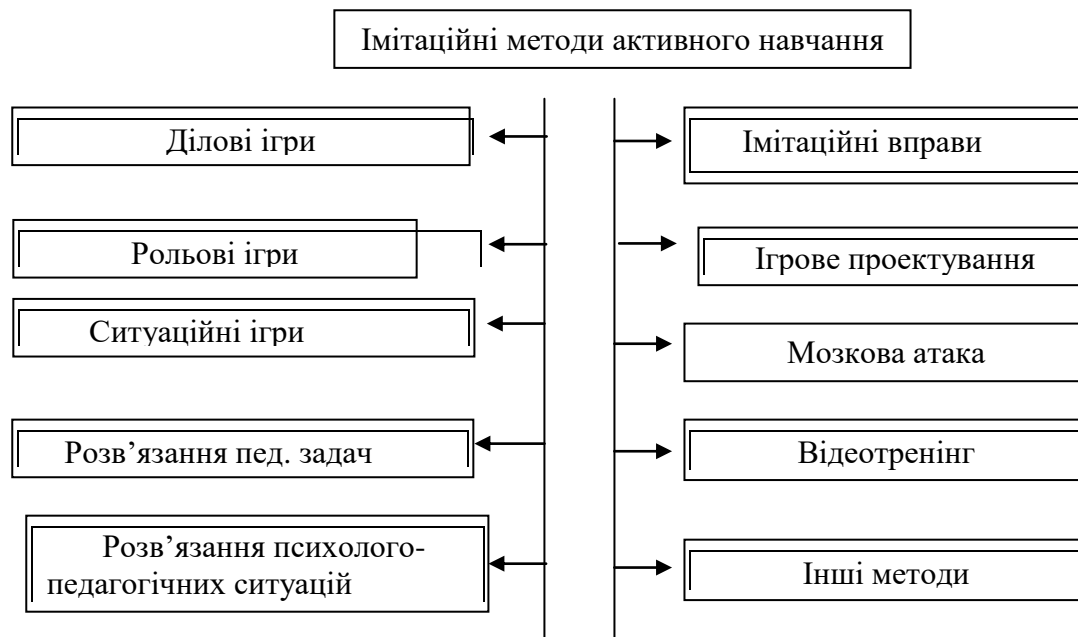 Імітаційні методи активного навчання
Ділові ігри
Імітаційні вправи
Рольові ігри
Ігрове проектування
Ситуаційні ігри
Мозкова атака
Розв’язання пед. задач
Відеотренінг
Розв’язання психолого-
педагогічних ситуацій
Інші методи